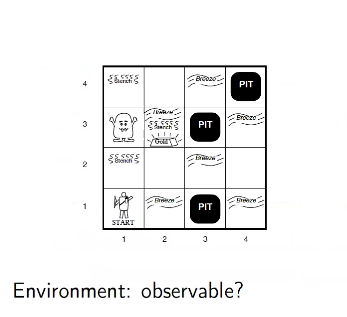 4 Stench Breeze PIT
3 Breeze Stench Gold PIT Breeze
2 Stench Breeze
1 START Breeze PIT Breeze
1 2 3 4
Environment: observable?